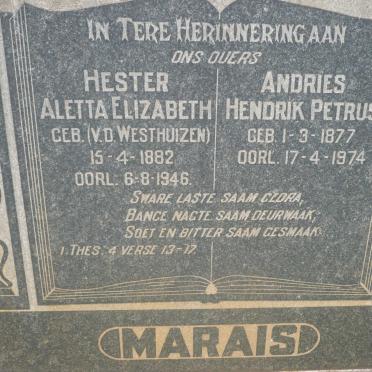 IN TERE HERINNERING AAN
ONS OUERS
HESTER
ALETTA ELIZABETH
GEB. (V.D. WESTHUIZEN)
15-4-1882
OORL. 6-8-1946.
ANDRIES
HENDRIK PETRUS
GEB. 1-3-1877
OORL. 17-4-1974
SWARE LASTE SAAM GEDRA,
BANGE NAGTE SAAM DEURWAAK,
SOET EN BITTER SAAM GESMAAK.
1. THES. 4 VERSE 13-17.
MARAIS